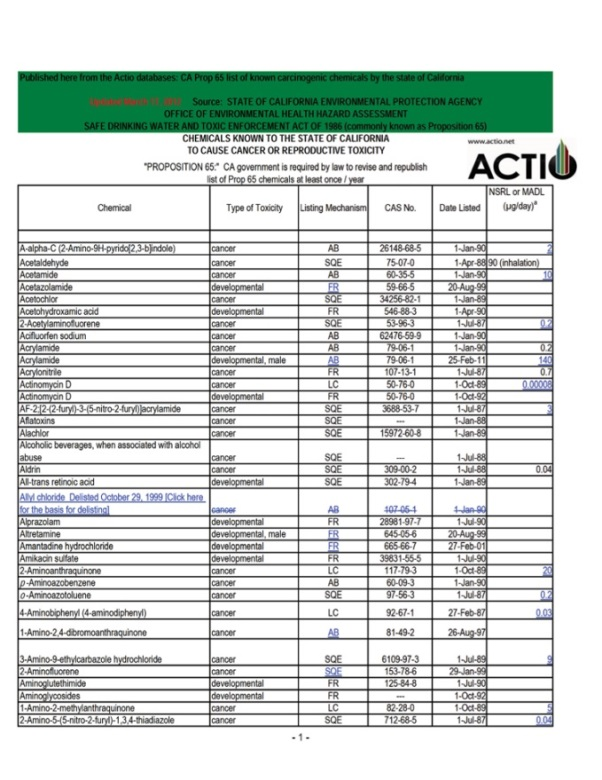 Published here from the Actio databases: CA Prop 65 list of known carcinogenic chemicals by the state of California
Source: STATE OF CALIFORNIA ENVIRONMENTAL PROTECTION AGENCY
OFFICE OF ENVIRONMENTAL HEALTH HAZARD ASSESSMENT
SAFE DRINKING WATER AND TOXIC ENFORCEMENT ACT OF 1986 (commonly known as Proposition 65)
CHEMICALS KNOWN TO THE STATE OF CALIFORNIA
TO CAUSE CANCER OR REPRODUCTIVE TOXICITY
www.actio.net
ACTIO
"PROPOSITION 65:" CA government is required by law to revise and republish
list of Prop 65 chemicals at least once / year
Chemical Type of Toxicity Listing Mechanism CAS No. Date Listed NSRL or MADL (µg/day)ª
A-alpha-C (2-Amino-9H-pyrido[2,3-b]indole) cancer AB 26148-68-5 1-Jan-90 2
Acetaldehyde cancer SQE 75-07-0 1-Apr-88 90 (inhalation)
Acetamide cancer AB 60-35-5 1-Jan-90 10
Acetazolamide developmental FR 59-66-5 20-Aug-99
Acetochlor cancer SQE 34256-82-1 1-Jan-89
Acetohydroxamic acid developmental FR 546-88-3 1-Apr-90
2-Acetylaminofluorene cancer SQE 53-96-3 1-Jul-87 0.2
Acifluorfen sodium cancer AB 62476-59-9 1-Jan-90
Acrylamide cancer AB 79-06-1 1-Jan-90 0.2
Acrylamide developmental, male AB 79-06-1 25-Feb-11 140
Acrylonitrile cancer FR 107-13-1 1-Jul-87 0.7
Actinomycin D cancer LC 50-76-0 1-Oct-89 0.00008
Actinomycin D developmental FR 50-76-0 1-Oct-92
AF-2;[2-(2-furyl)-3-(5-nitro-2-furyl)]acrylamide cancer SQE 3688-53-7 1-Jul-87 3
Aflatoxins cancer SQE --- 1-Jan-88
Alachlor cancer SQE 15972-60-8 1-Jan-89
Alcoholic beverages, when associated with alcohol
abuse cancer SQE --- 1-Jul-88
Aldrin cancer SQE 309-00-2 1-Jul-88 0.04
All-trans retinoic acid developmental SQE 302-79-4 1-Jan-89
Allyl chloride Delisted October 29, 1999 [Click here
for the basis for delisting] cancer AB 107-05-1 1-Jan-90
Alprazolam developmental FR 28981-97-7 1-Jul-90
Altretamine developmental, male FR 645-05-6 20-Aug-99
Amantadine hydrochloride developmental FR 665-66-7 27-Feb-01
Amikacin sulfate developmental FR 39831-55-5 1-Jul-90
2-Aminoanthraquinone cancer LC 117-79-3 1-Oct-89 20
p-Aminoazobenzene cancer AB 60-09-3 1-Jan-90
o-Aminoazotoluene cancer SQE 97-56-3 1-Jul-87 0.2
4-Aminobiphenyl (4-aminodiphenyl) cancer LC 92-67-1 27-Feb-87 0.03
1-Amino-2,4-dibromoanthraquinone cancer AB 81-49-2 26-Aug-97
3-Amino-9-ethylcarbazole hydrochloride cancer SQE 6109-97-3 1-Jul-89 9
2-Aminofluorene cancer SQE 153-78-6 29-Jan-99
Aminoglutethimide developmental FR 125-84-8 1-Jul-90
Aminoglycosides developmental FR --- 1-Oct-92
1-Amino-2-methylanthraquinone cancer LC 82-28-0 1-Oct-89 5
2-Amino-5-(5-nitro-2-furyl)-1,3,4-thiadiazole cancer SQE 712-68-5 1-Jul-87 0.04
- 1 -